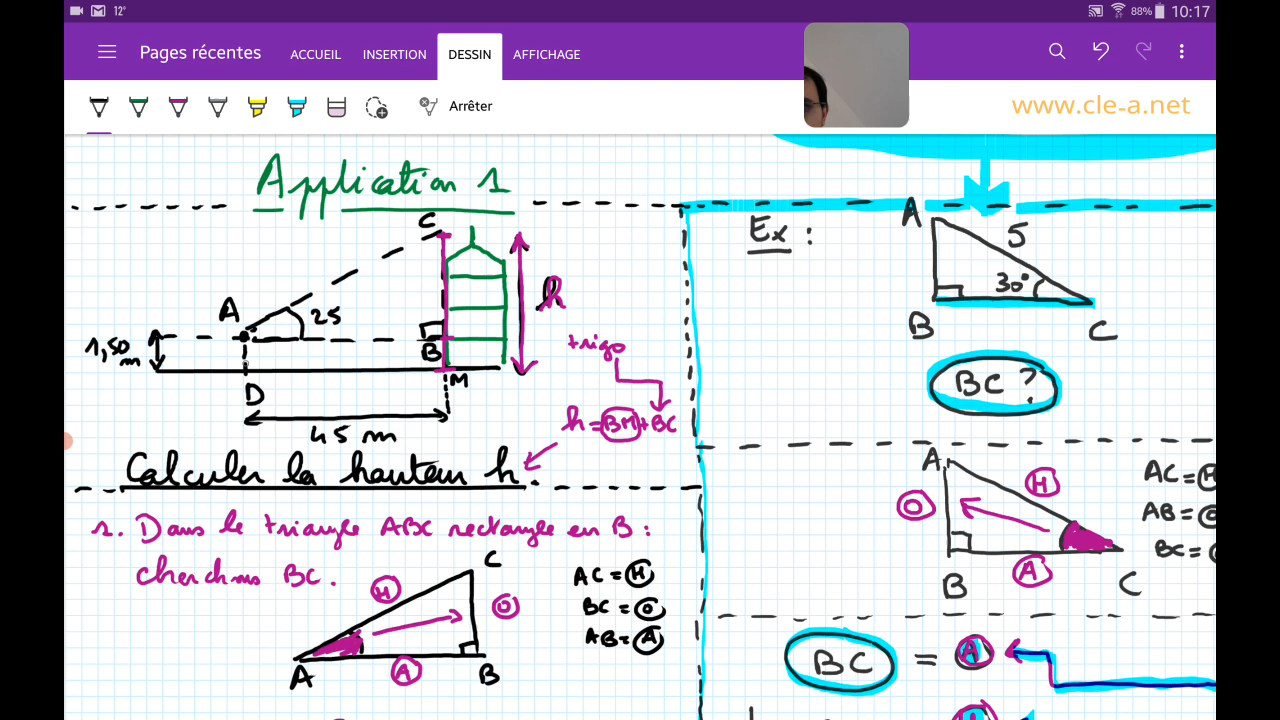 12° 88% 10:17
Pages récentes ACCUEIL INSERTION DESSIN AFFICHAGE
Arrêter
www.cle-a.net
Application 1
C
A 25 h
1,50 m
B
D M
45 m
trigo
h = BM + BC
Calculer la hauteur h.
1. Dans le triangle ABC rectangle en B :
cherchons BC.
C
H O
A A B
AC = H
BC = O
AB = A
Ex :
A 5
30°
B C
BC ?
A H
O
A
B C
AC = H
AB =
BC =
BC = A